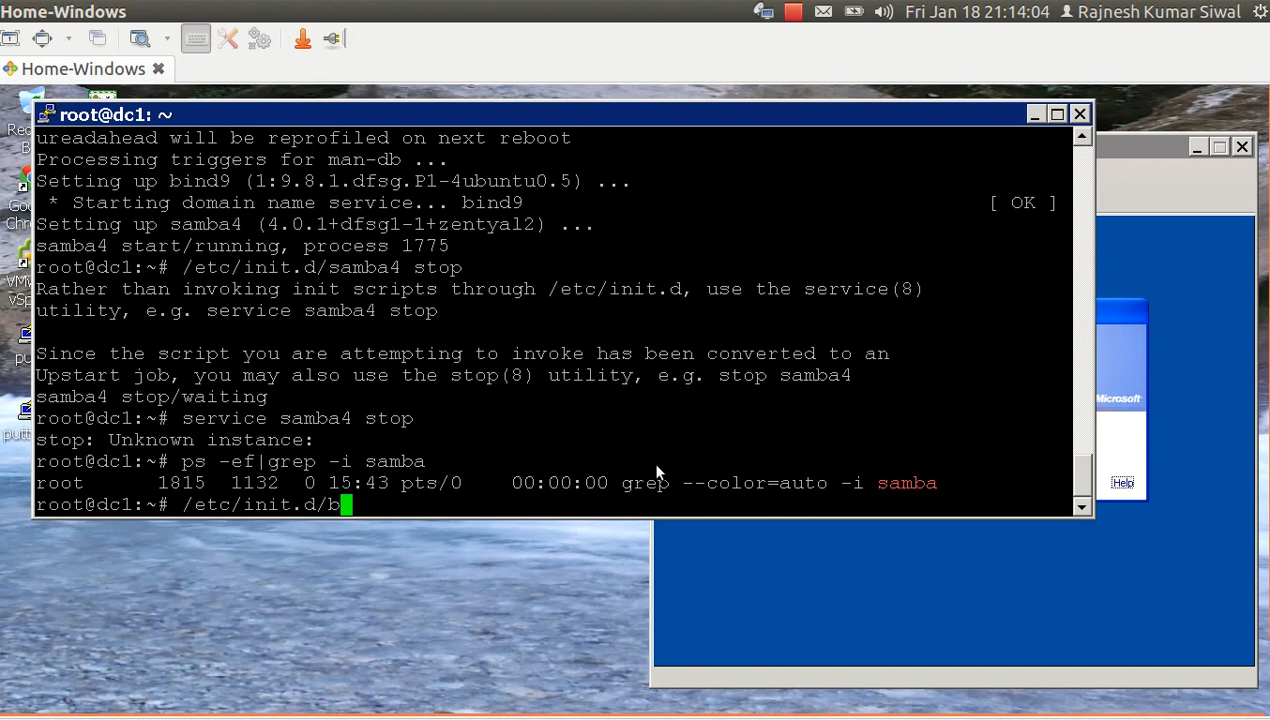 Home-Windows
Fri Jan 18 21:14:04
Rajnesh Kumar Siwal
Home-Windows
root@dc1: ~
ureadahead will be reprofiled on next reboot
Processing triggers for man-db ...
Setting up bind9 (1:9.8.1.dfsg.P1-4ubuntu0.5) ...
* Starting domain name service... bind9 [ OK ]
Setting up samba4 (4.0.1+dfsg1-1+zentyal2) ...
samba4 start/running, process 1775
root@dc1:~# /etc/init.d/samba4 stop
Rather than invoking init scripts through /etc/init.d, use the service(8)
utility, e.g. service samba4 stop
Since the script you are attempting to invoke has been converted to an
Upstart job, you may also use the stop(8) utility, e.g. stop samba4
samba4 stop/waiting
root@dc1:~# service samba4 stop
stop: Unknown instance:
root@dc1:~# ps -ef|grep -i samba
root 1815 1132 0 15:43 pts/0 00:00:00 grep --color=auto -i samba
root@dc1:~# /etc/init.d/b
Microsoft
Help